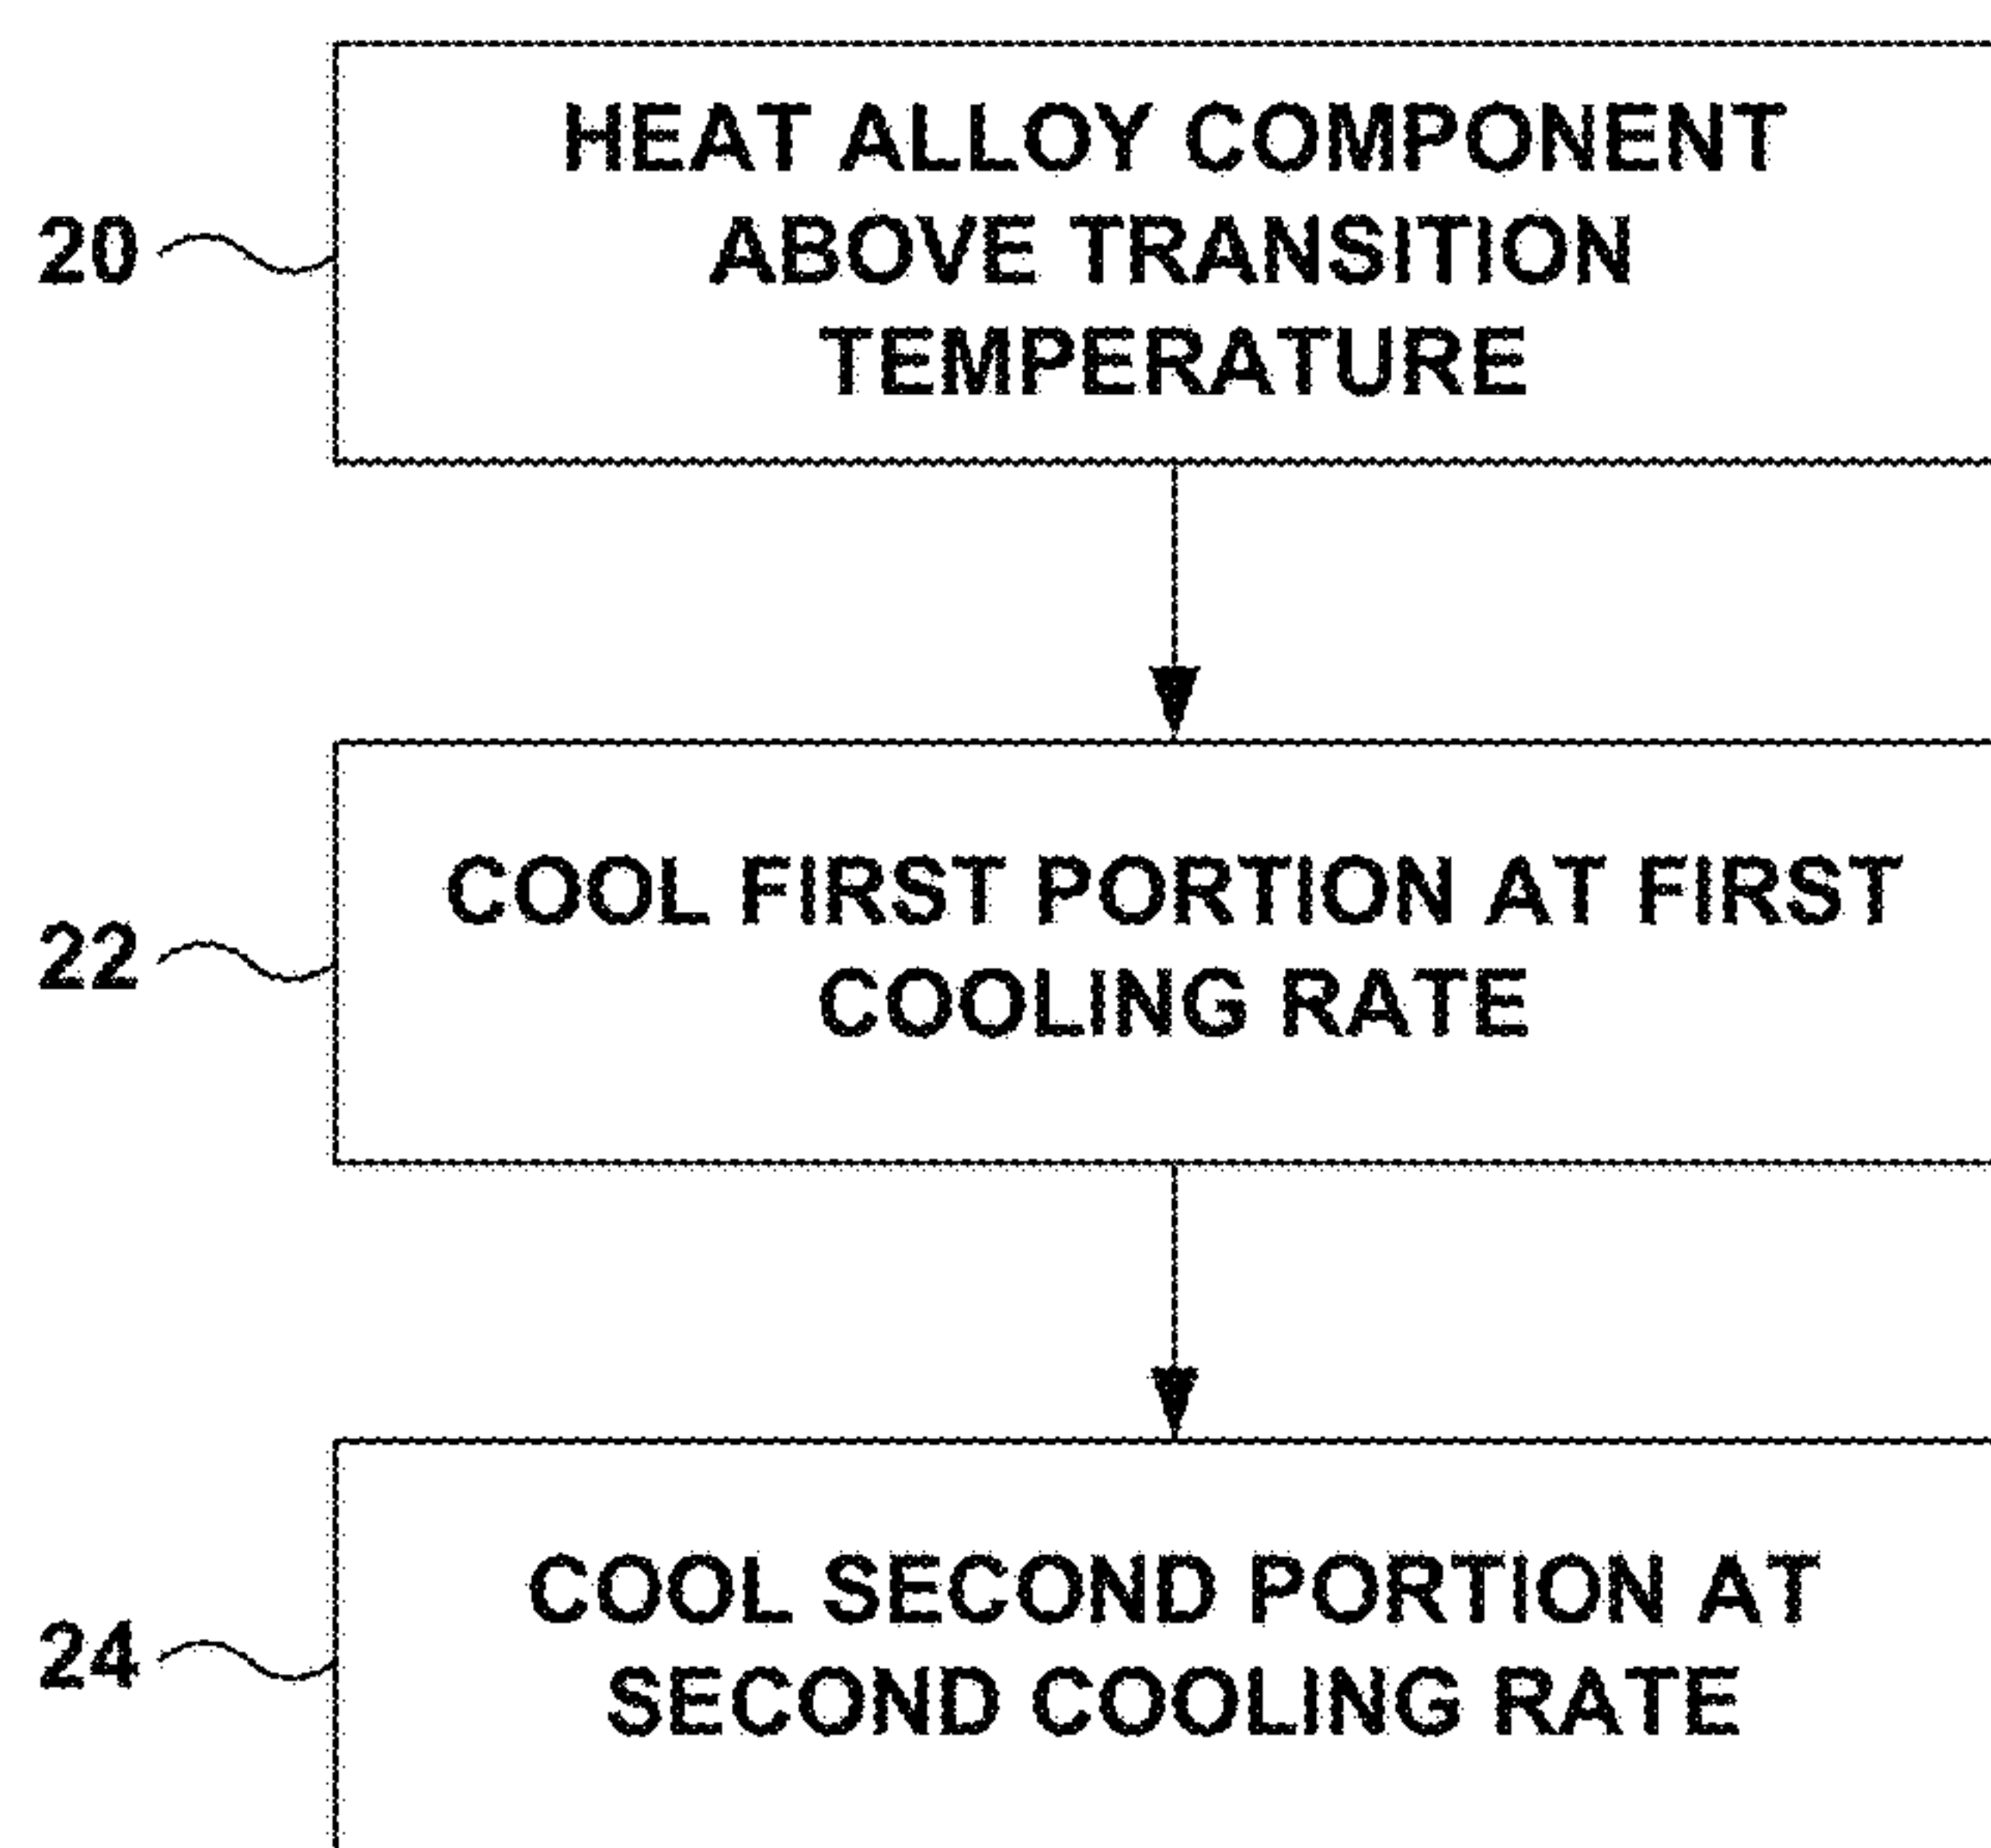 HEAT ALLOY COMPONENT
ABOVE TRANSITION
TEMPERATURE
20
COOL FIRST PORTION AT FIRST
COOLING RATE
22
COOL SECOND PORTION AT
SECOND COOLING RATE
24